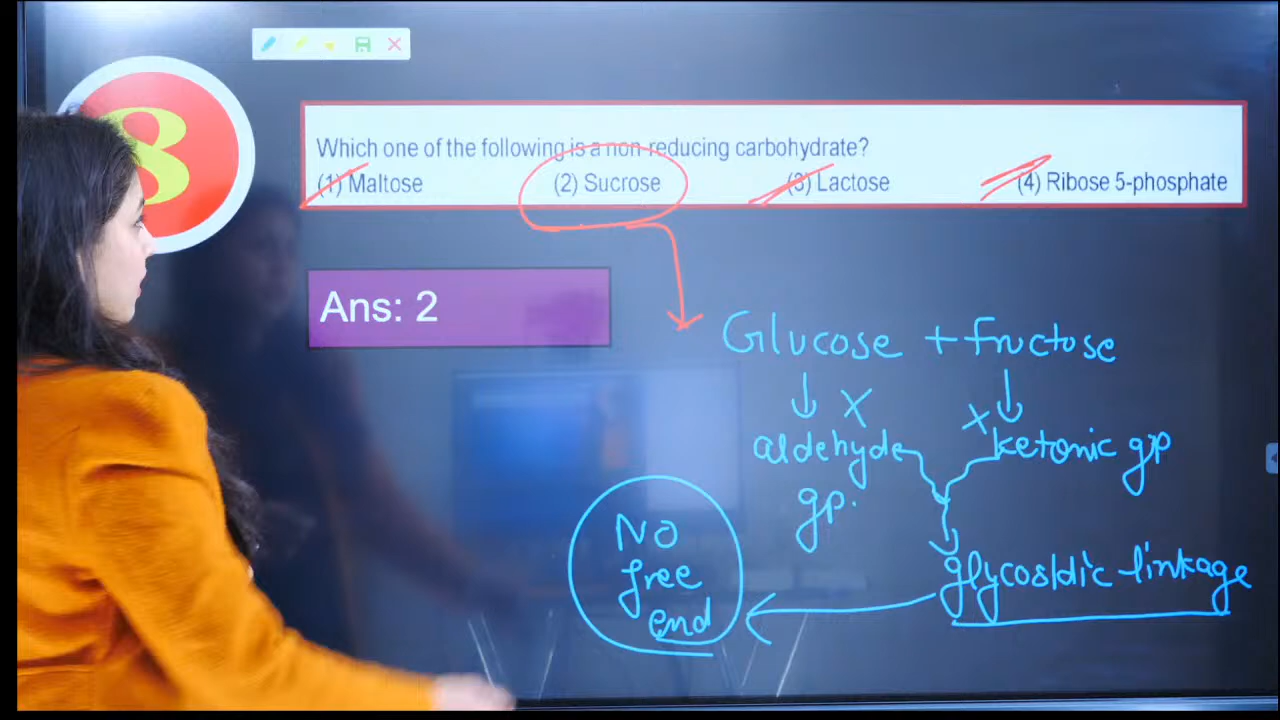 8
Which one of the following is a non-reducing carbohydrate?
(1) Maltose (2) Sucrose (3) Lactose (4) Ribose 5-phosphate
Ans: 2
Glucose + fructose
aldehyde gp. ketonic gp
glycosidic linkage
No
free
end